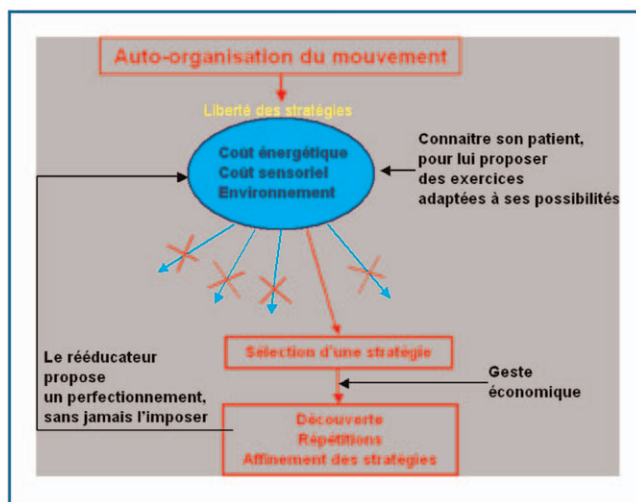 Auto-organisation du mouvement
Liberté des stratégies
Coût énergétique
Coût sensoriel
Environnement
Connaître son patient,
pour lui proposer
des exercices
adaptées à ses possibilités
Sélection d'une stratégie
Geste
économique
Le rééducateur
propose
un perfectionnement,
sans jamais l'imposer
Découverte
Répétitions
Affinement des stratégies